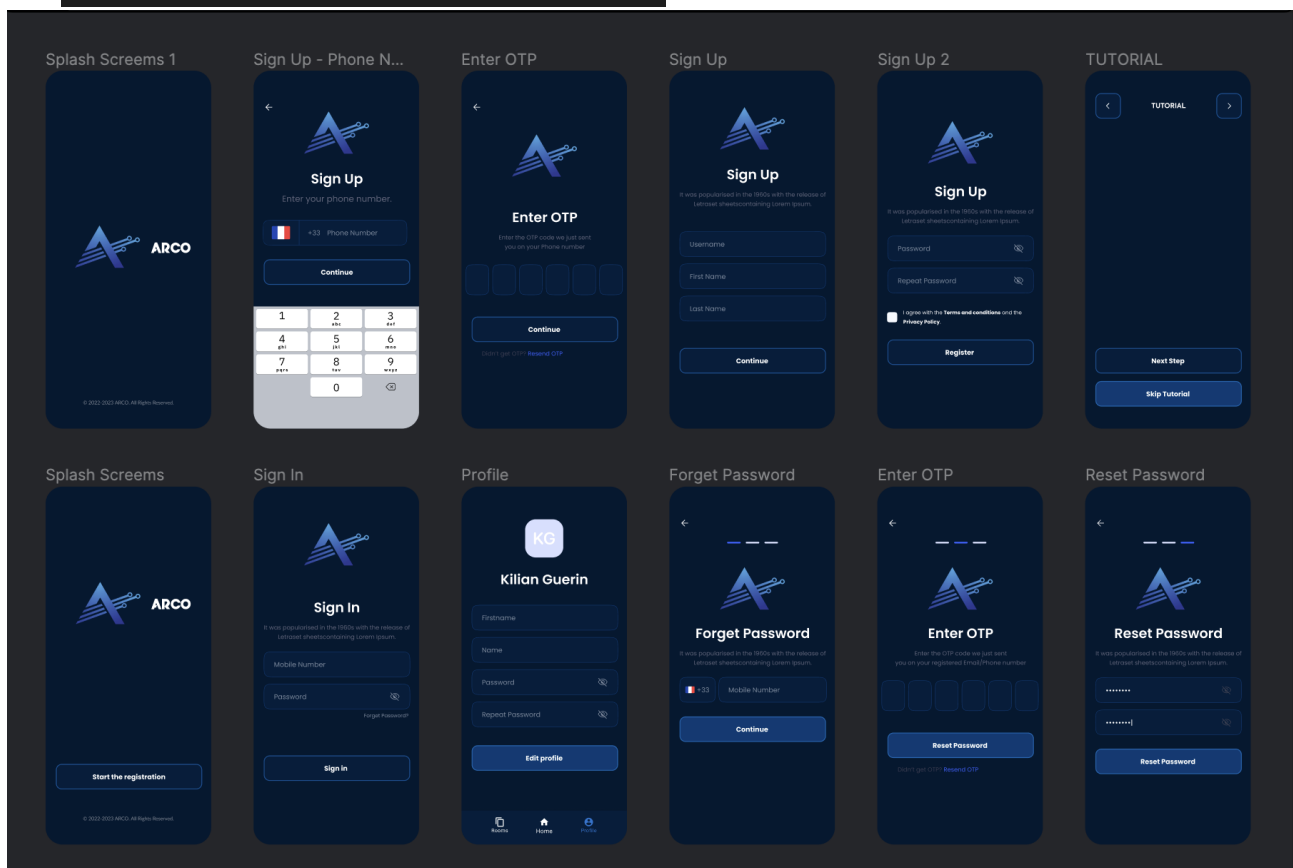 Splash Screems 1
Sign Up - Phone N...
Enter OTP
Sign Up
Sign Up 2
TUTORIAL
ARCO
© 2022-2023 ARCO. All Rights Reserved.
Sign Up
Enter your phone number.
+33 Phone Number
Continue
1
2
abc
3
def
4
ghi
5
jkl
6
mno
7
pqrs
8
tuv
9
wxyz
0
Enter OTP
Enter the OTP code we just sent
you on your Phone number
Continue
Didn't get OTP? Resend OTP
Sign Up
It was popularised in the 1960s with the release of
Letraset sheetscontaining Lorem Ipsum.
Username
First Name
Last Name
Continue
Sign Up
It was popularised in the 1960s with the release of
Letraset sheetscontaining Lorem Ipsum.
Password
Repeat Password
I agree with the Terms and conditions and the
Privacy Policy.
Register
TUTORIAL
Next Step
Skip Tutorial
Splash Screems
Sign In
Profile
Forget Password
Enter OTP
Reset Password
ARCO
Start the registration
© 2022-2023 ARCO. All Rights Reserved.
Sign In
It was popularised in the 1960s with the release of
Letraset sheetscontaining Lorem Ipsum.
Mobile Number
Password
Forget Password?
Sign in
KG
Kilian Guerin
Firstname
Name
Password
Repeat Password
Edit profile
Rooms
Home
Profile
Forget Password
It was popularised in the 1960s with the release of
Letraset sheetscontaining Lorem Ipsum.
+33
Mobile Number
Continue
Enter OTP
Enter the OTP code we just sent
you on your registered Email/Phone number
Reset Password
Didn't get OTP? Resend OTP
Reset Password
It was popularised in the 1960s with the release of
Letraset sheetscontaining Lorem Ipsum.
Reset Password